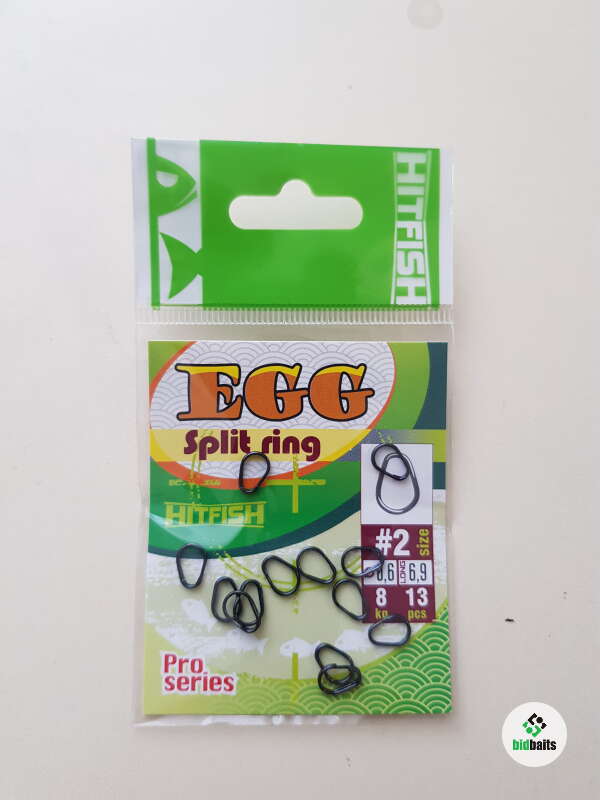 HITFISH
EGG
Split ring
HITFISH
#2 size
0,6 LONG 6,9
8 13
kg pcs
Pro
series
bidbaits